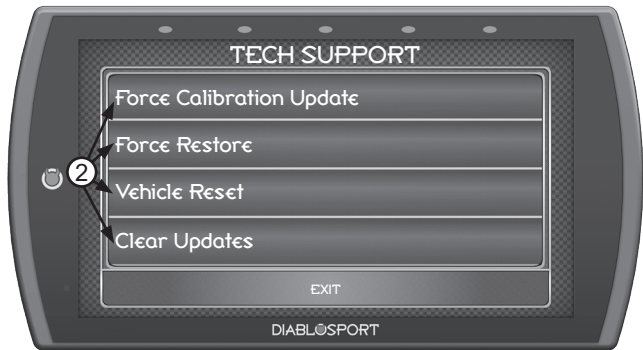 TECH SUPPORT
Force Calibration Update
Force Restore
2
Vehicle Reset
Clear Updates
EXIT
DIABLOSPORT